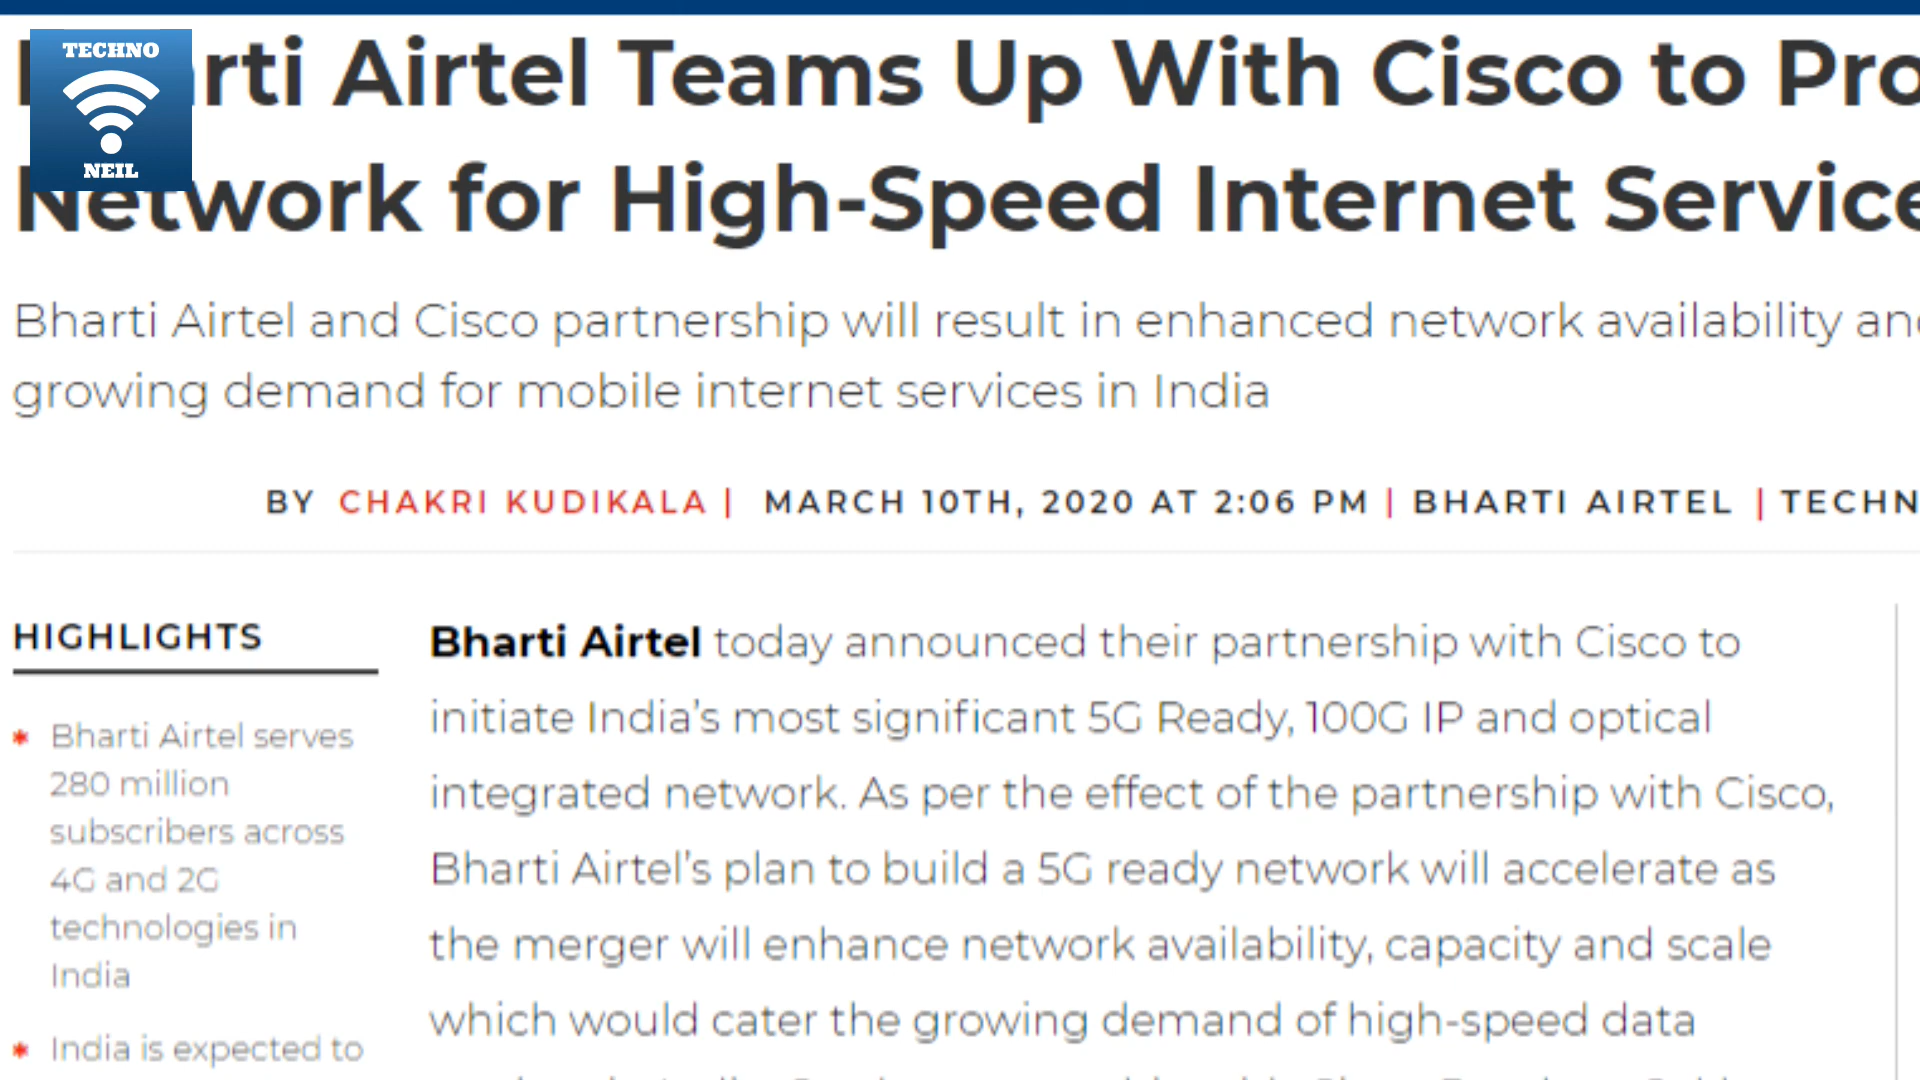 TECHNO
NEIL
rti Airtel Teams Up With Cisco to Pro
Network for High-Speed Internet Service
Bharti Airtel and Cisco partnership will result in enhanced network availability and
growing demand for mobile internet services in India
BY CHAKRI KUDIKALA | MARCH 10TH, 2020 AT 2:06 PM | BHARTI AIRTEL | TECHN
HIGHLIGHTS
* Bharti Airtel serves
280 million
subscribers across
4G and 2G
technologies in
India
* India is expected to
Bharti Airtel today announced their partnership with Cisco to
initiate India’s most significant 5G Ready, 100G IP and optical
integrated network. As per the effect of the partnership with Cisco,
Bharti Airtel’s plan to build a 5G ready network will accelerate as
the merger will enhance network availability, capacity and scale
which would cater the growing demand of high-speed data